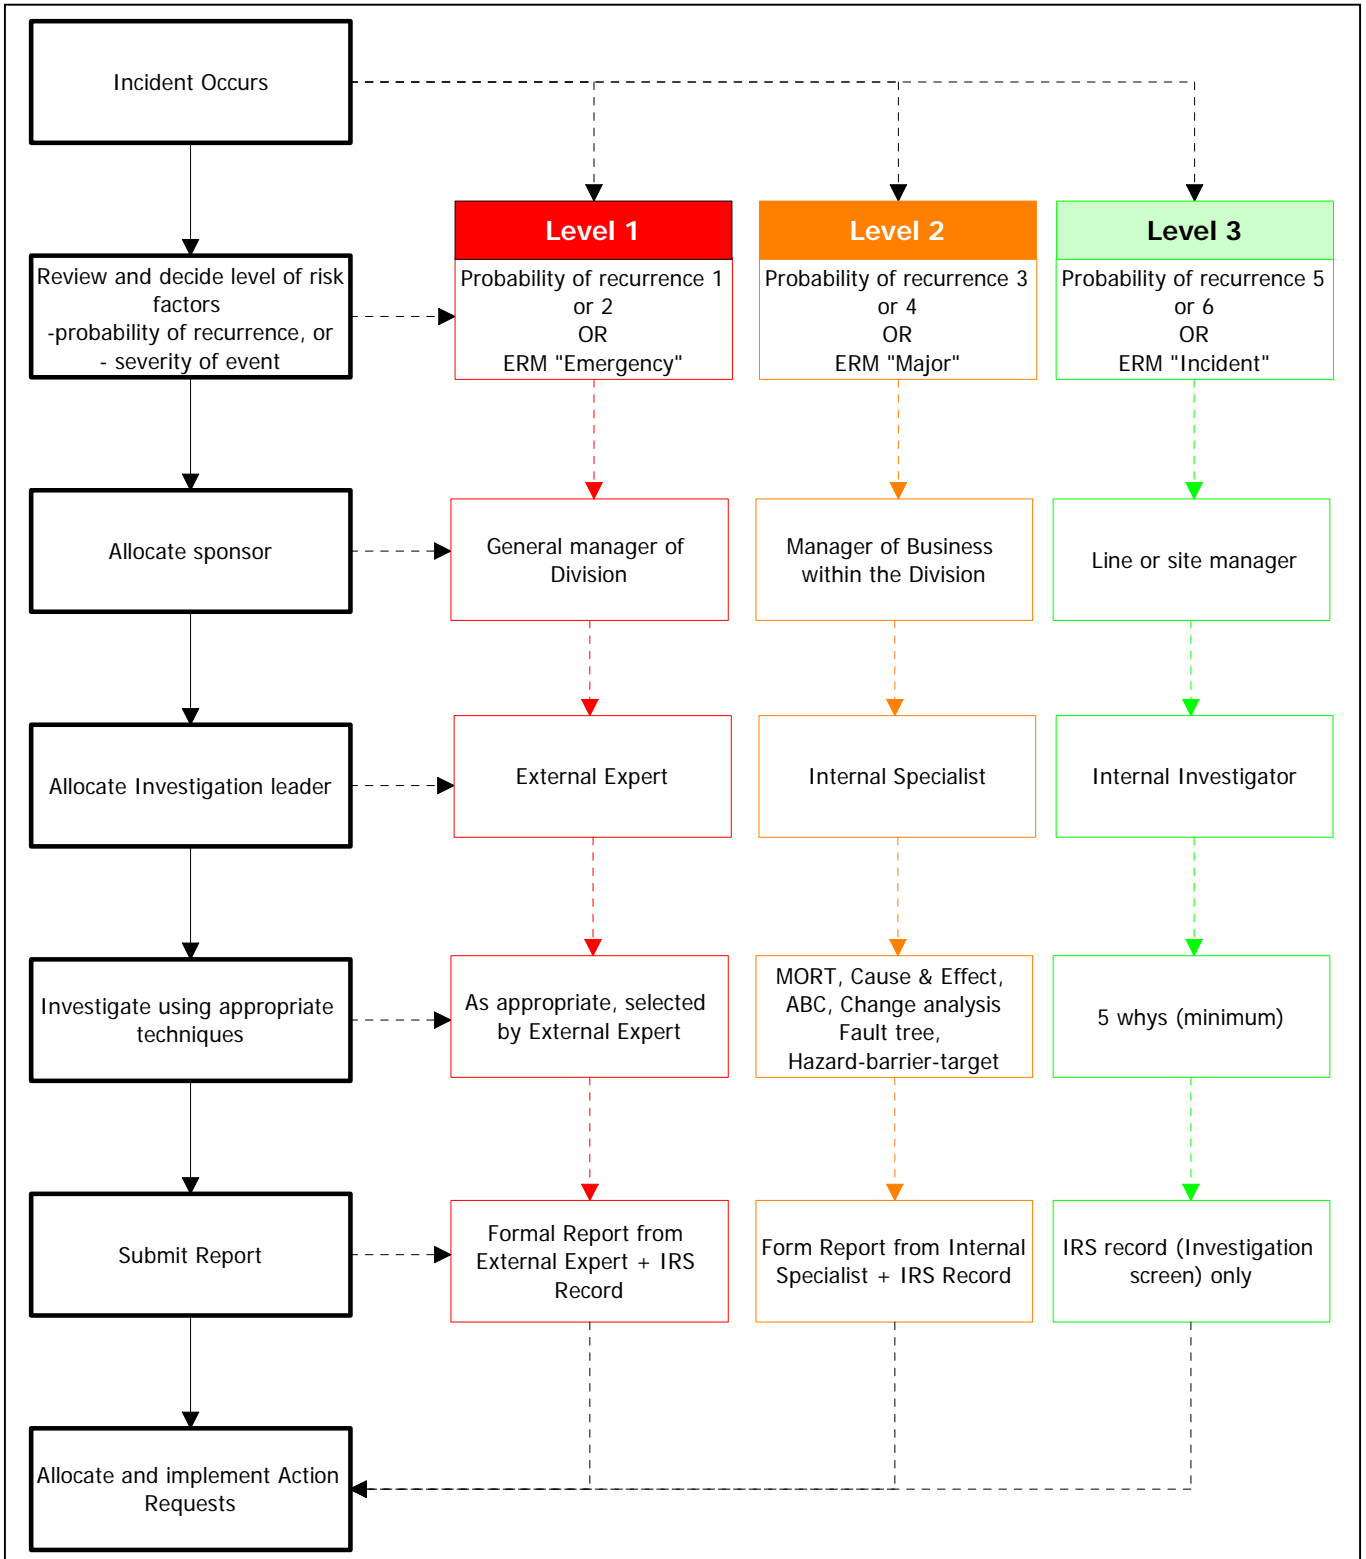 Incident Occurs
Level 1
Level 2
Level 3
Review and decide level of risk
factors
-probability of recurrence, or
- severity of event
Probability of recurrence 1
or 2
OR
ERM "Emergency"
Probability of recurrence 3
or 4
OR
ERM "Major"
Probability of recurrence 5
or 6
OR
ERM "Incident"
Allocate sponsor
General manager of
Division
Manager of Business
within the Division
Line or site manager
Allocate Investigation leader
External Expert
Internal Specialist
Internal Investigator
Investigate using appropriate
techniques
As appropriate, selected
by External Expert
MORT, Cause & Effect,
ABC, Change analysis
Fault tree,
Hazard-barrier-target
5 whys (minimum)
Submit Report
Formal Report from
External Expert + IRS
Record
Form Report from Internal
Specialist + IRS Record
IRS record (Investigation
screen) only
Allocate and implement Action
Requests